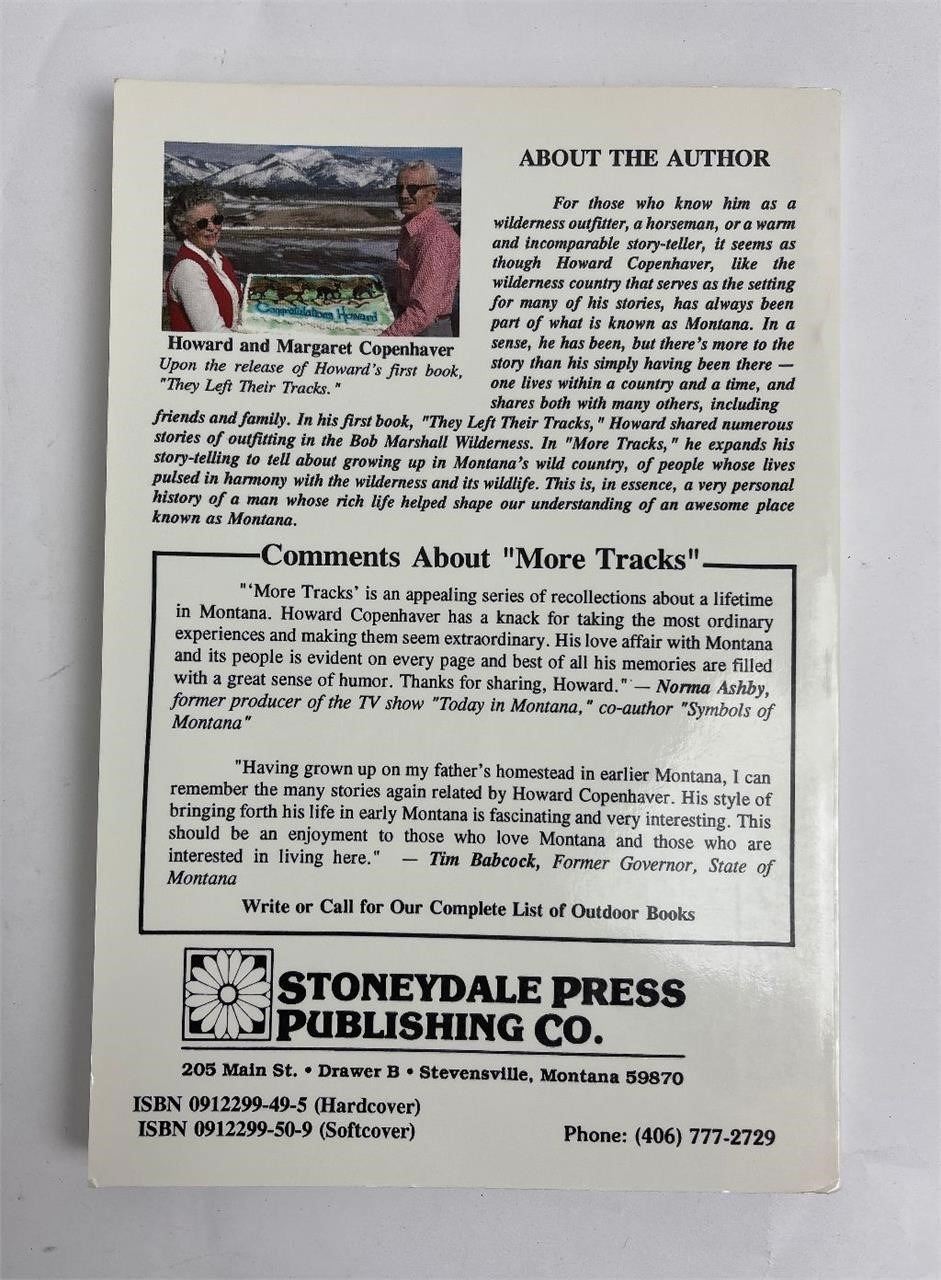 ABOUT THE AUTHOR
For those who know him as a
wilderness outfitter, a horseman, or a warm
and incomparable story-teller, it seems as
though Howard Copenhaver, like the
wilderness country that serves as the setting
for many of his stories, has always been
part of what is known as Montana. In a
sense, he has been, but there's more to the
story than his simply having been there —
one lives within a country and a time, and
shares both with many others, including
Congratulations Howard
Howard and Margaret Copenhaver
Upon the release of Howard's first book,
"They Left Their Tracks."
friends and family. In his first book, "They Left Their Tracks," Howard shared numerous
stories of outfitting in the Bob Marshall Wilderness. In "More Tracks," he expands his
story-telling to tell about growing up in Montana's wild country, of people whose lives
pulsed in harmony with the wilderness and its wildlife. This is, in essence, a very personal
history of a man whose rich life helped shape our understanding of an awesome place
known as Montana.
Comments About "More Tracks"
"'More Tracks' is an appealing series of recollections about a lifetime
in Montana. Howard Copenhaver has a knack for taking the most ordinary
experiences and making them seem extraordinary. His love affair with Montana
and its people is evident on every page and best of all his memories are filled
with a great sense of humor. Thanks for sharing, Howard." — Norma Ashby,
former producer of the TV show "Today in Montana," co-author "Symbols of
Montana"
"Having grown up on my father's homestead in earlier Montana, I can
remember the many stories again related by Howard Copenhaver. His style of
bringing forth his life in early Montana is fascinating and very interesting. This
should be an enjoyment to those who love Montana and those who are
interested in living here." — Tim Babcock, Former Governor, State of
Montana
Write or Call for Our Complete List of Outdoor Books
STONEYDALE PRESS
PUBLISHING CO.
205 Main St. • Drawer B • Stevensville, Montana 59870
ISBN 0912299-49-5 (Hardcover)
ISBN 0912299-50-9 (Softcover)
Phone: (406) 777-2729